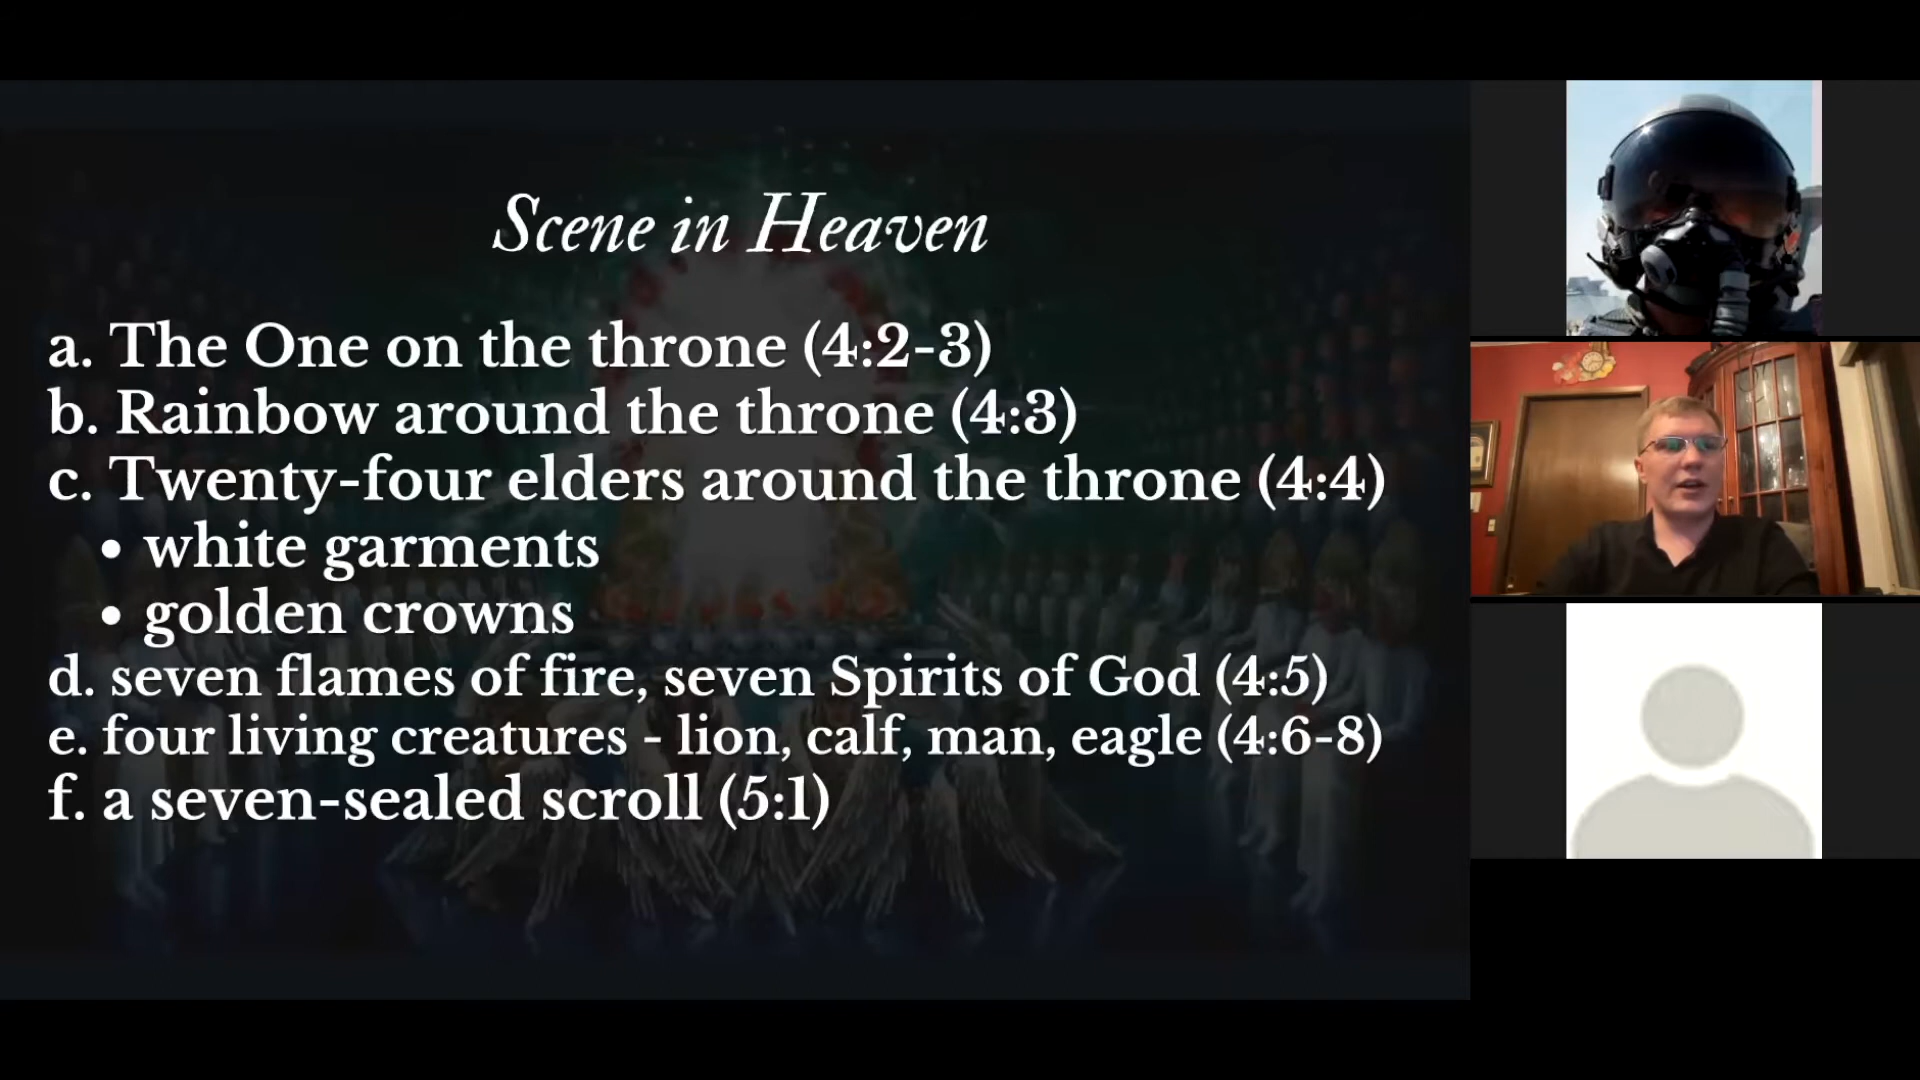 Scene in Heaven
a. The One on the throne (4:2-3)
b. Rainbow around the throne (4:3)
c. Twenty-four elders around the throne (4:4)
• white garments
• golden crowns
d. seven flames of fire, seven Spirits of God (4:5)
e. four living creatures - lion, calf, man, eagle (4:6-8)
f. a seven-sealed scroll (5:1)